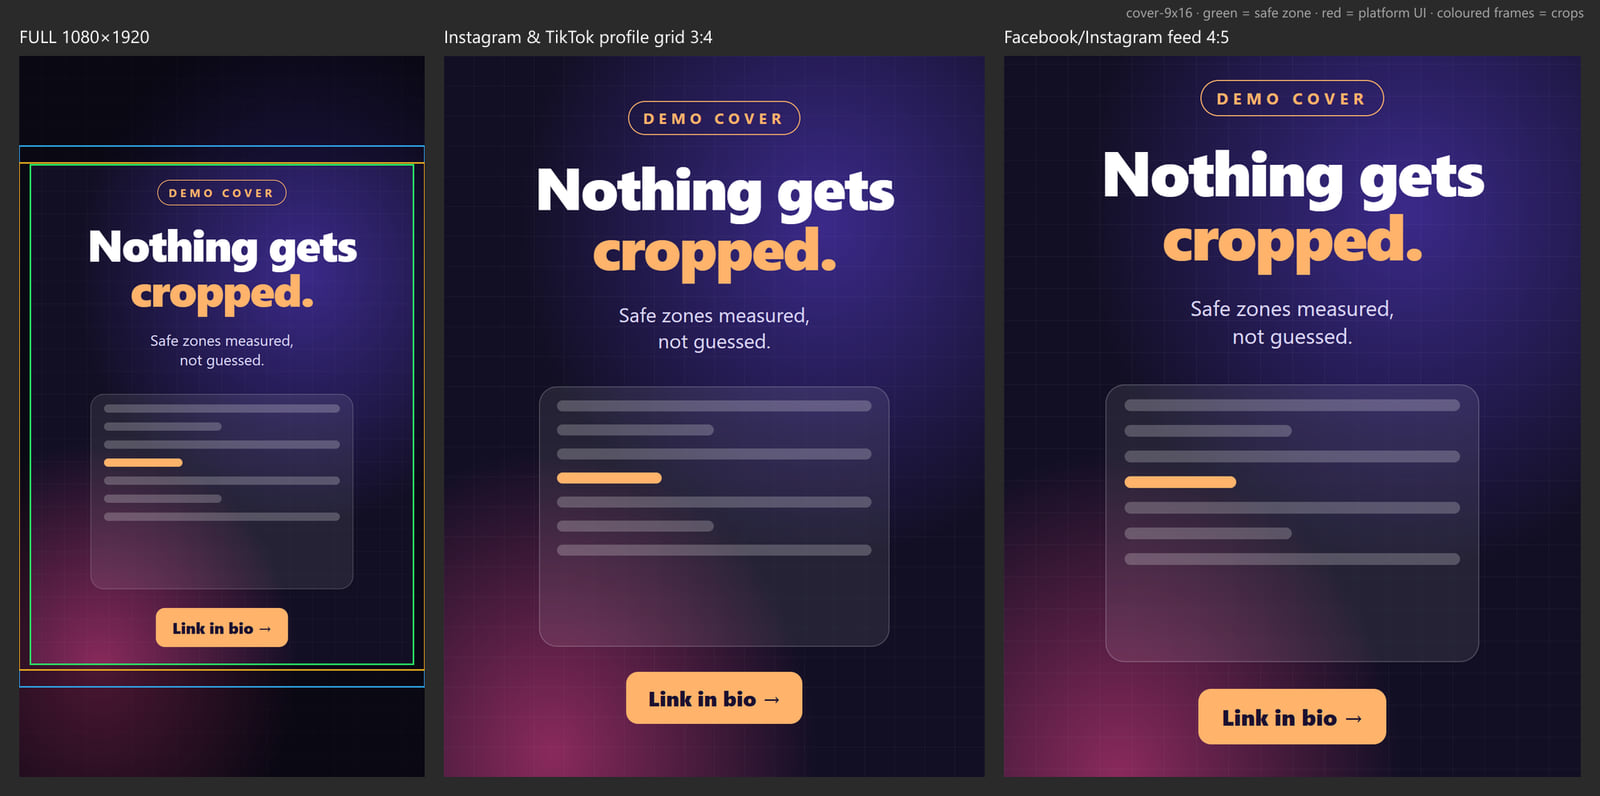 cover-9x16 · green = safe zone · red = platform UI · coloured frames = crops
FULL 1080×1920
DEMO COVER
Nothing gets
cropped.
Safe zones measured,
not guessed.
Link in bio →
Instagram & TikTok profile grid 3:4
DEMO COVER
Nothing gets
cropped.
Safe zones measured,
not guessed.
Link in bio →
Facebook/Instagram feed 4:5
DEMO COVER
Nothing gets
cropped.
Safe zones measured,
not guessed.
Link in bio →